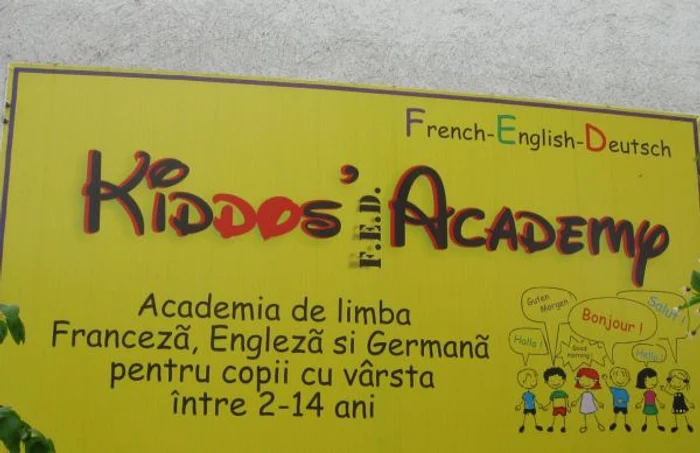 French-English-Deutsch
Kiddos' F.E.D. Academy
Academia de limba
Franceză, Engleză si Germană
pentru copii cu vârsta
între 2-14 ani
Guten
Morgen
Bonjour !
Salut !
Hallo !
Good
morning !
Hello !